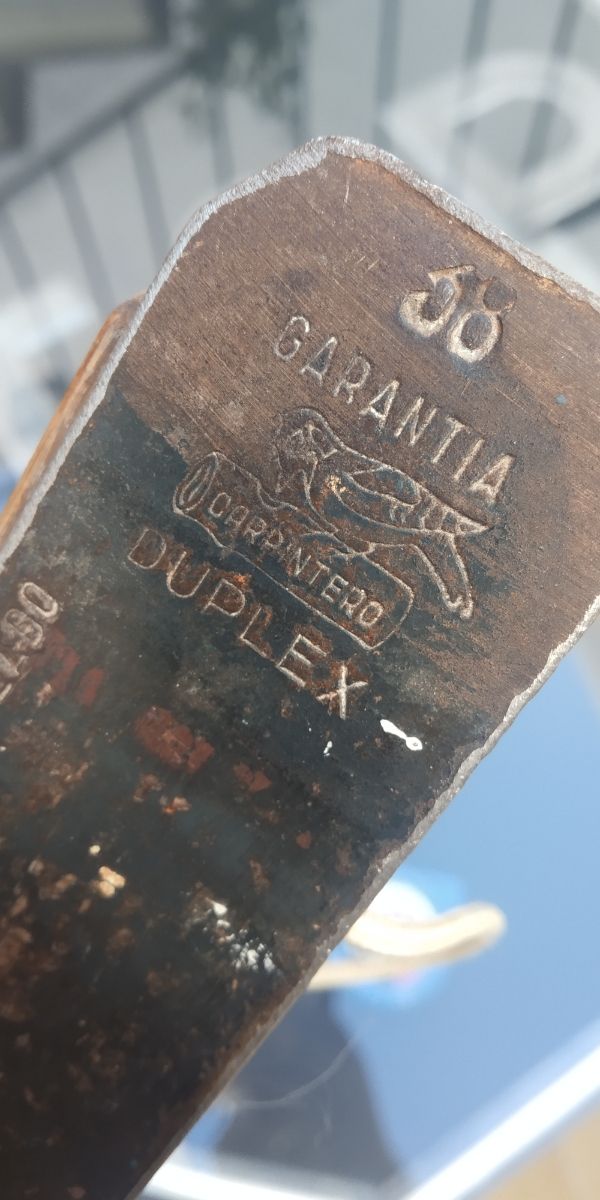 38
GARANTIA
CARPINTERO
DUPLEX